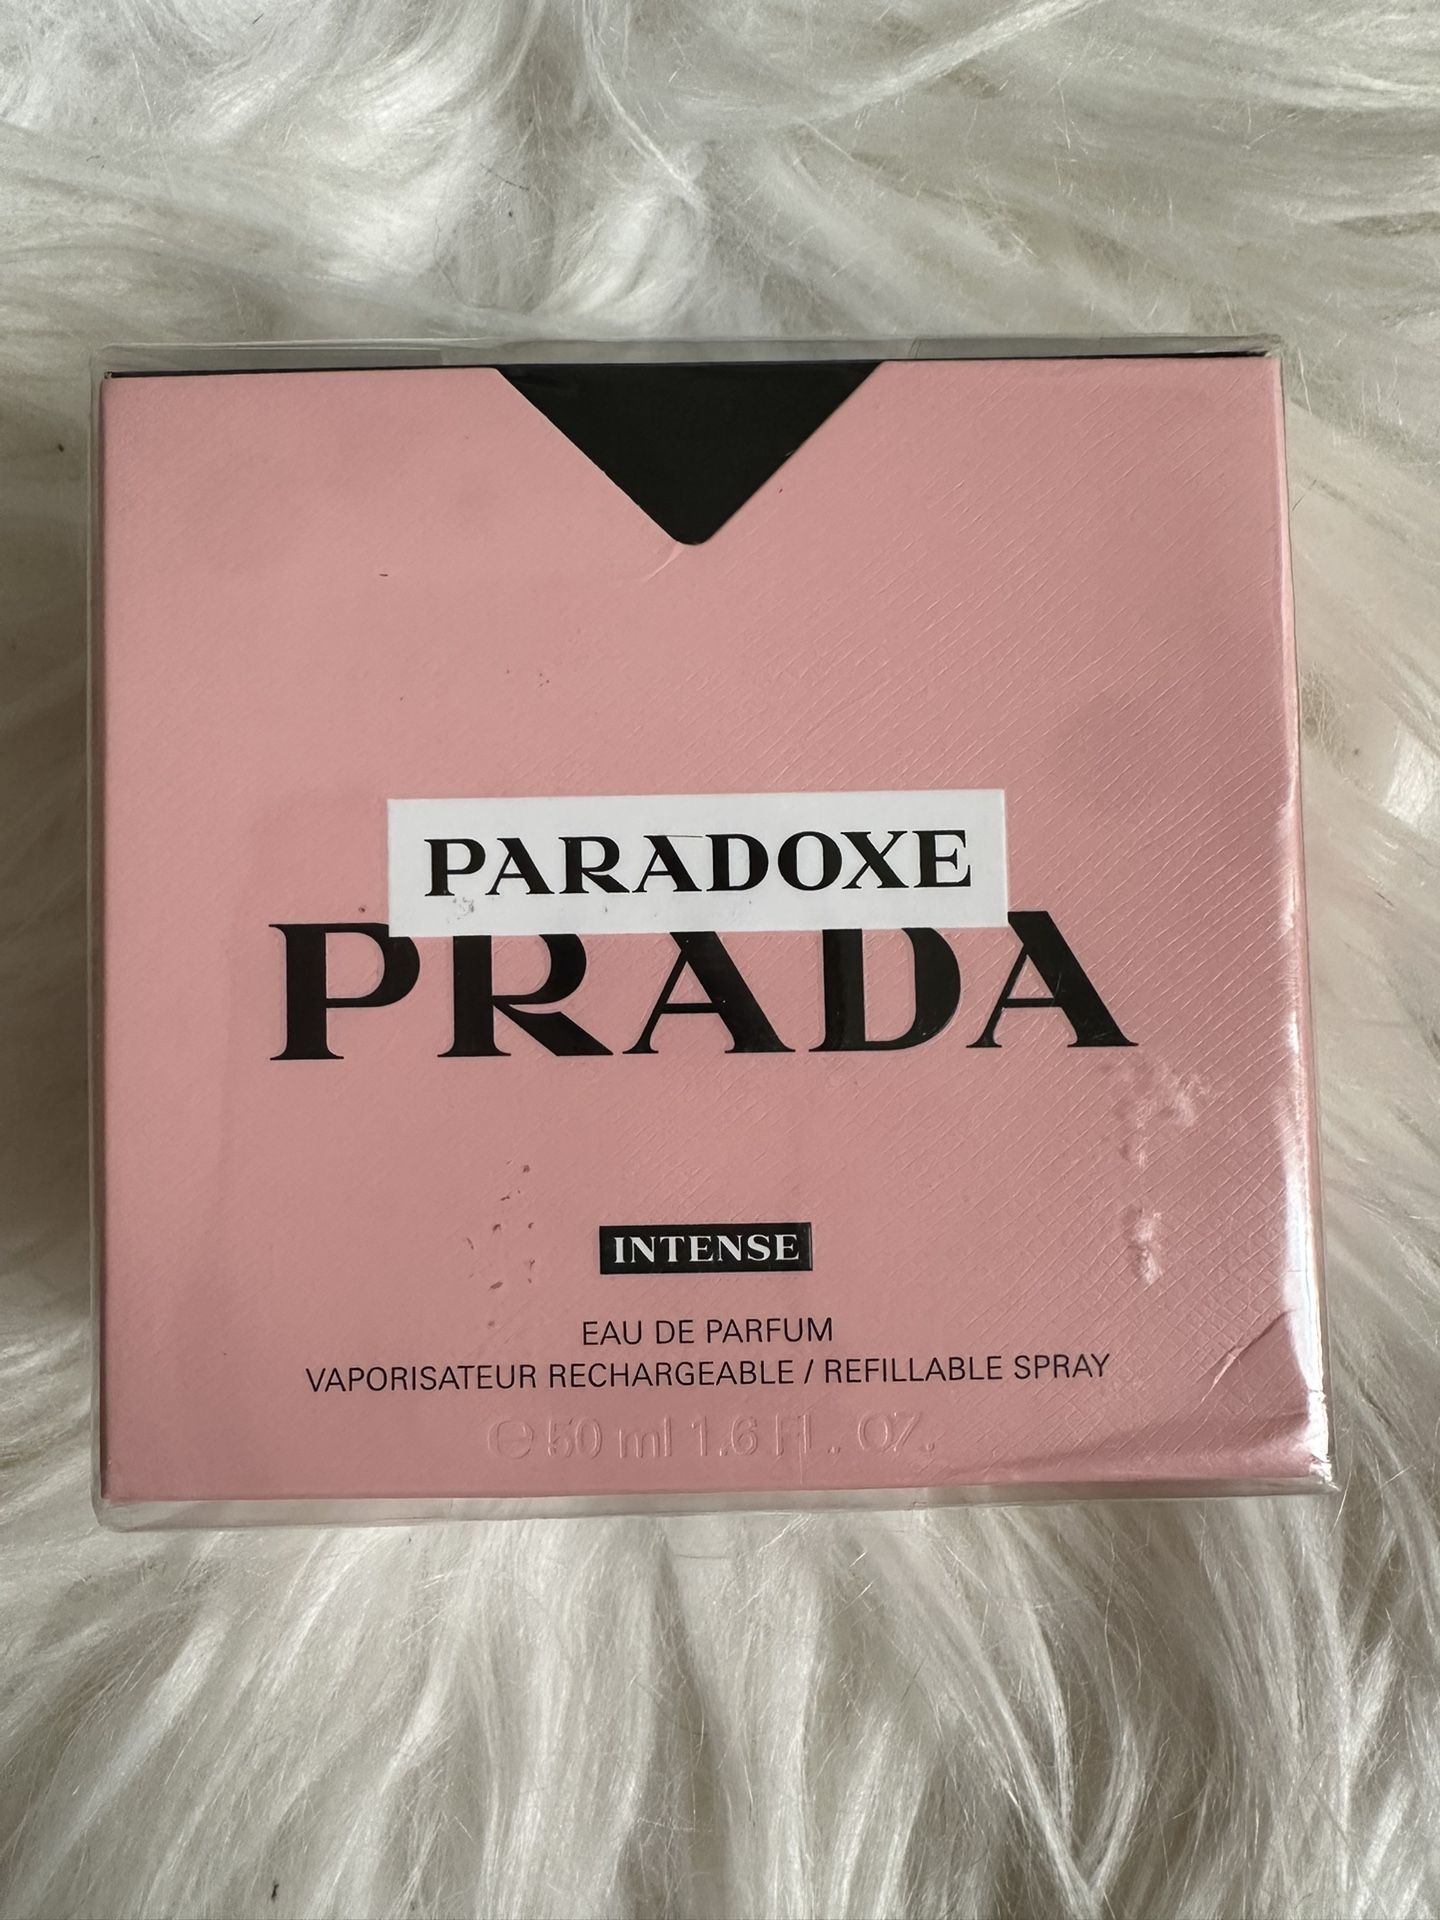 PARADOXE
PRADA
INTENSE
EAU DE PARFUM
VAPORISATEUR RECHARGEABLE / REFILLABLE SPRAY
℮ 50 ml 1.6 FL. OZ.